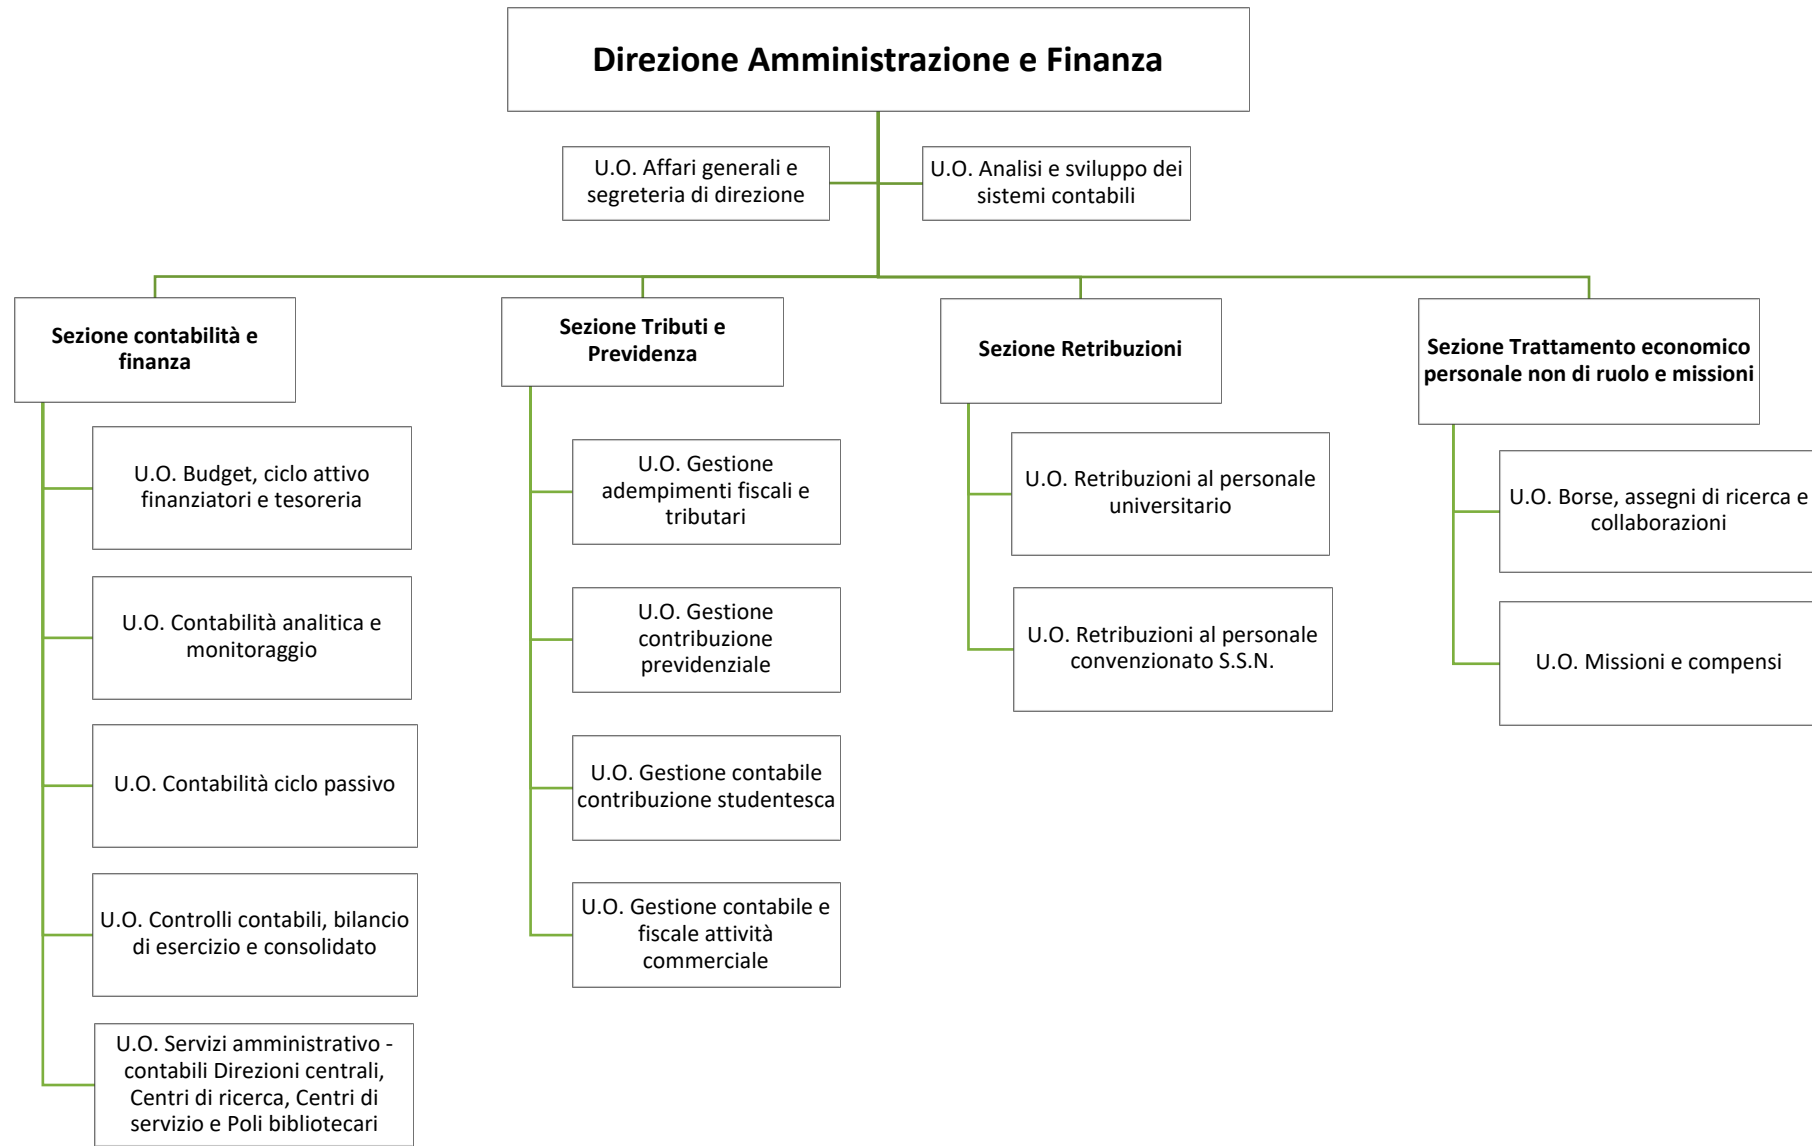 Direzione Amministrazione e Finanza
U.O. Affari generali e
segreteria di direzione
U.O. Analisi e sviluppo dei
sistemi contabili
Sezione contabilità e
finanza
U.O. Budget, ciclo attivo
finanziatori e tesoreria
U.O. Contabilità analitica e
monitoraggio
U.O. Contabilità ciclo passivo
U.O. Controlli contabili, bilancio
di esercizio e consolidato
U.O. Servizi amministrativo -
contabili Direzioni centrali,
Centri di ricerca, Centri di
servizio e Poli bibliotecari
Sezione Tributi e
Previdenza
U.O. Gestione
adempimenti fiscali e
tributari
U.O. Gestione
contribuzione
previdenziale
U.O. Gestione contabile
contribuzione studentesca
U.O. Gestione contabile e
fiscale attività
commerciale
Sezione Retribuzioni
U.O. Retribuzioni al personale
universitario
U.O. Retribuzioni al personale
convenzionato S.S.N.
Sezione Trattamento economico
personale non di ruolo e missioni
U.O. Borse, assegni di ricerca e
collaborazioni
U.O. Missioni e compensi